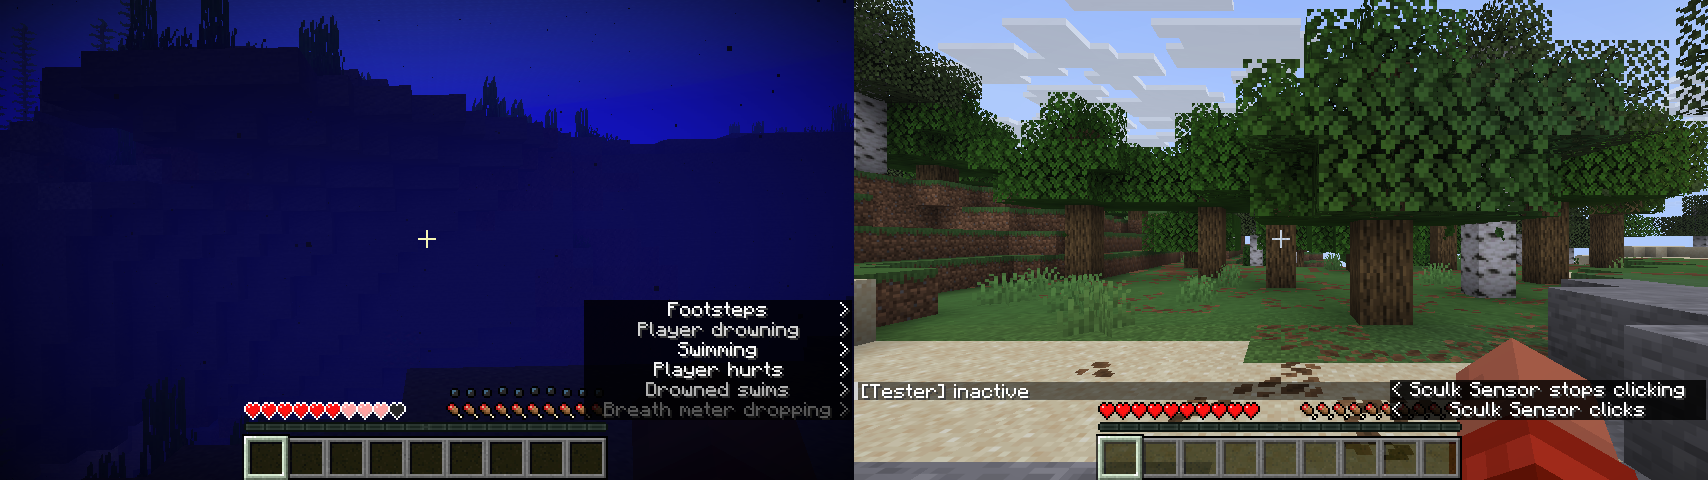 Footsteps >
Player drowning >
Swimming >
Player hurts >
Drowned swims >
Breath meter dropping >
[Tester] inactive
< Sculk Sensor stops clicking
< Sculk Sensor clicks